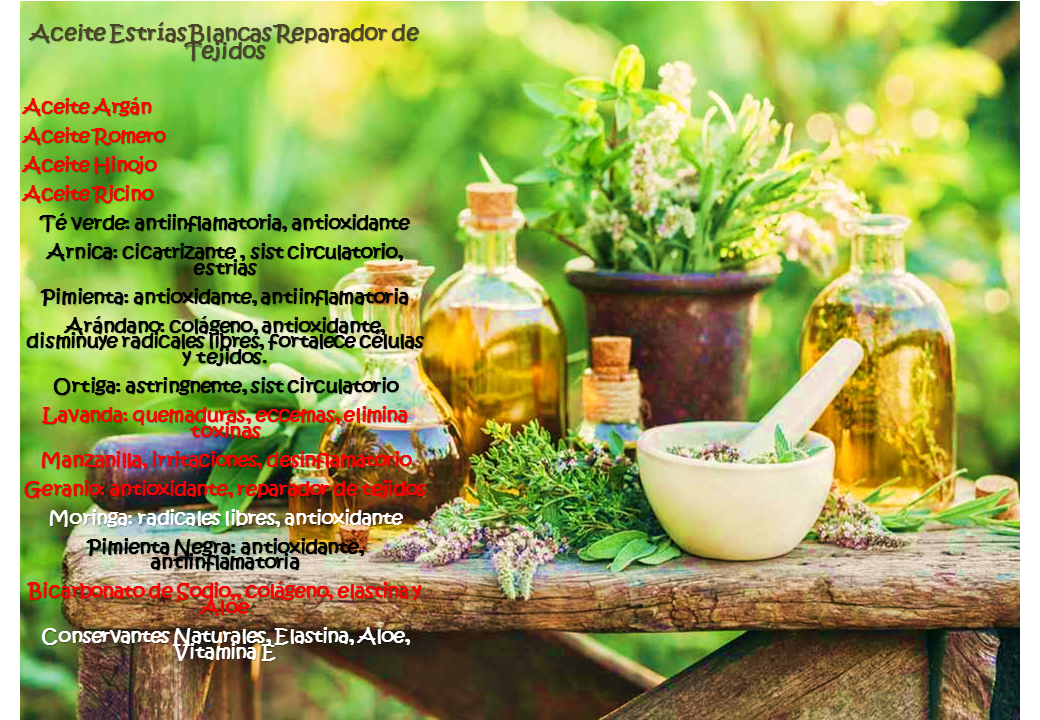 Aceite Estrías Blancas Reparador de
Tejidos
Aceite Argán
Aceite Romero
Aceite Hinojo
Aceite Ricino
Té verde: antiinflamatoria, antioxidante
Arnica: cicatrizante , sist circulatorio,
estrias
Pimienta: antioxidante, antiinflamatoria
Arándano: colágeno, antioxidante,
disminuye radicales libres, fortalece células
y tejidos.
Ortiga: astringnente, sist circulatorio
Lavanda: quemaduras, eccemas, elimina
toxinas
Manzanilla, irritaciones, desinflamatorio
Geranio: antioxidante, reparador de tejidos
Moringa: radicales libres, antioxidante
Pimienta Negra: antioxidante,
antiinflamatoria
Bicarbonato de Sodio,, colágeno, elastina y
Aloe
Conservantes Naturales, Elastina, Aloe,
Vitamina E